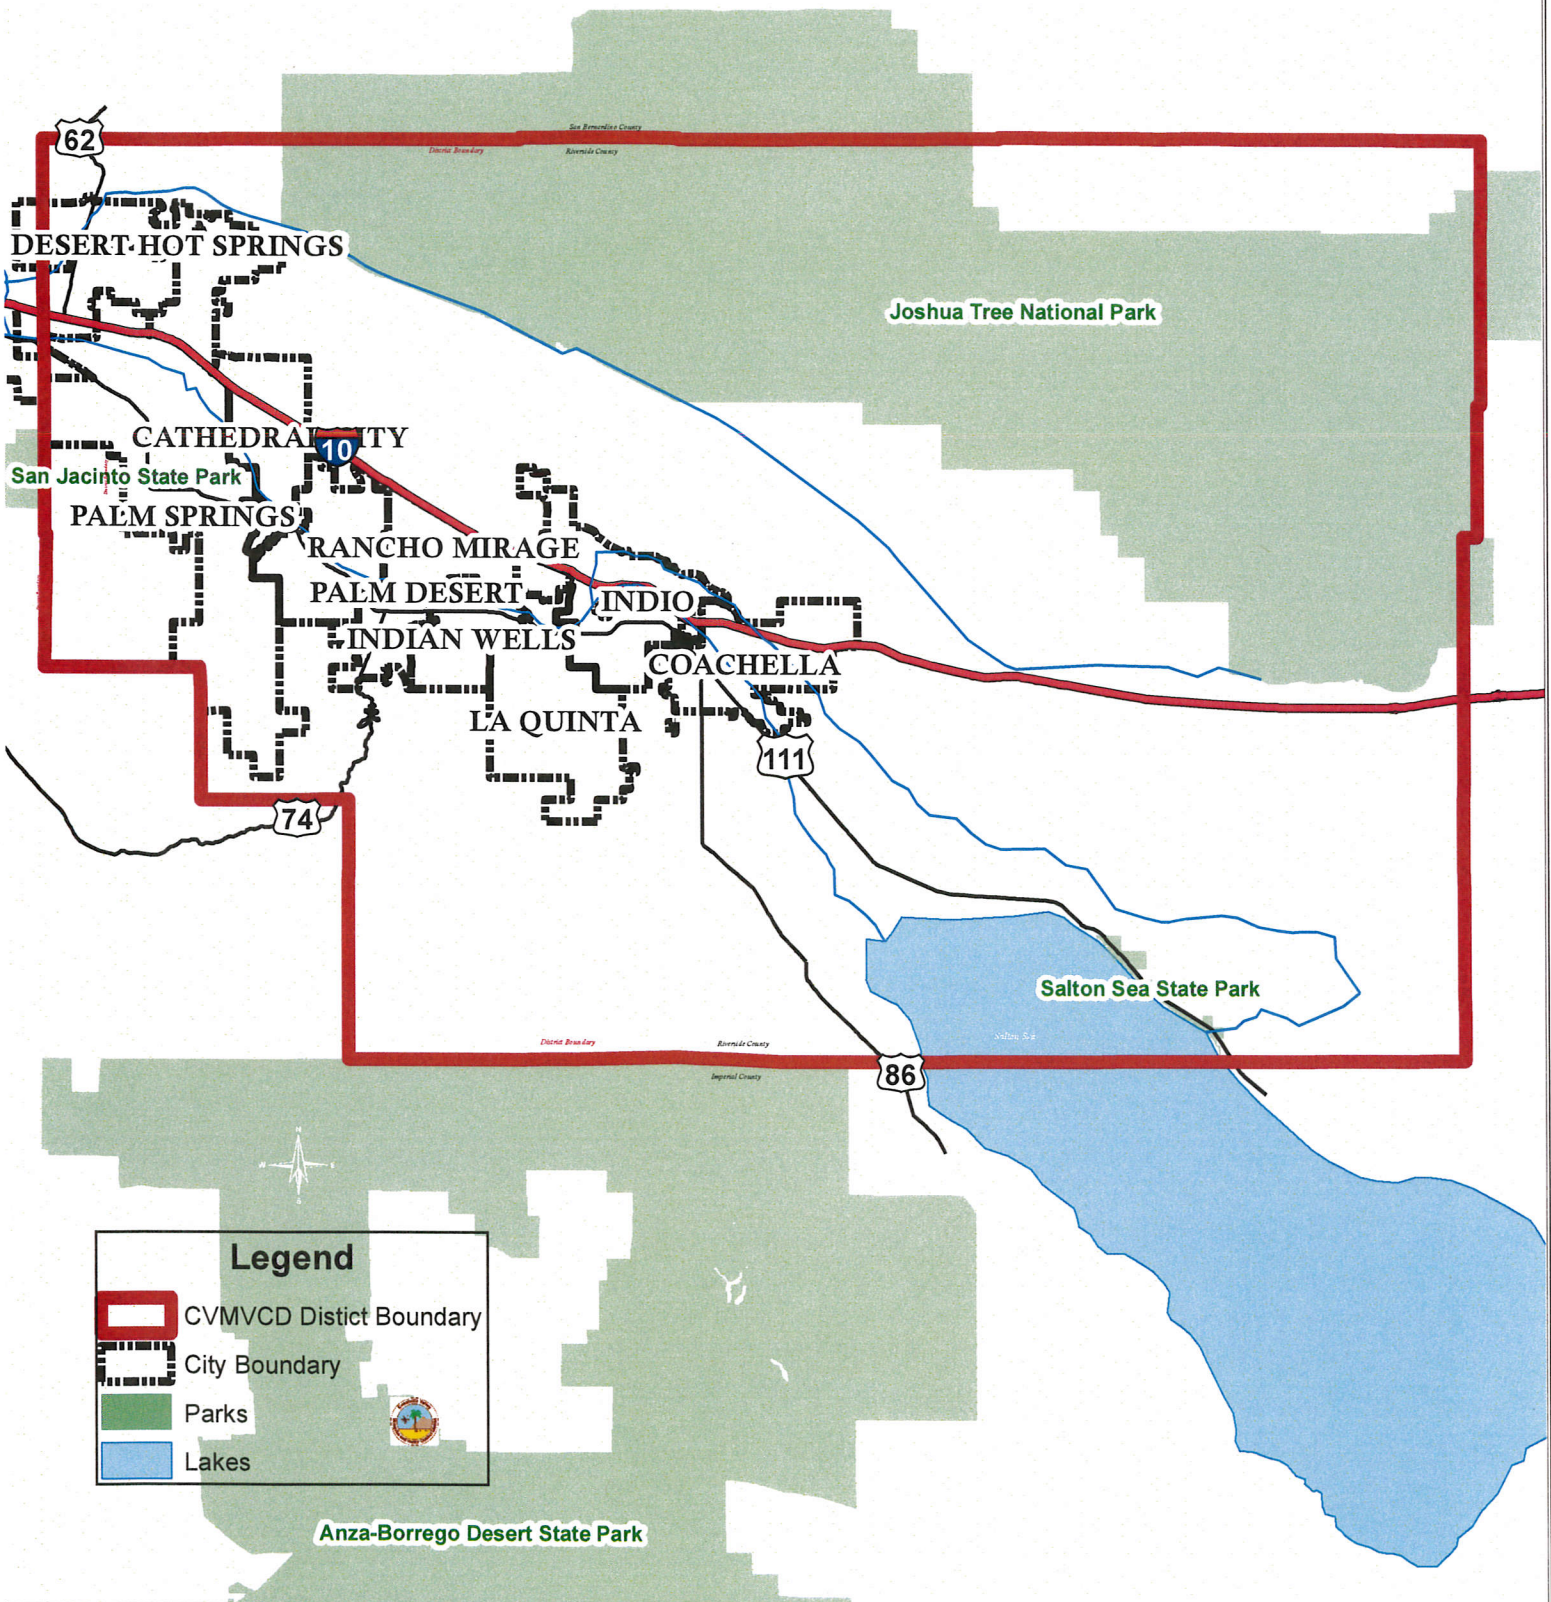 San Bernardino County
62
District Boundary
Riverside County
DESERT HOT SPRINGS
Joshua Tree National Park
CATHEDRAL CITY
10
San Jacinto State Park
PALM SPRINGS
RANCHO MIRAGE
PALM DESERT
INDIO
INDIAN WELLS
COACHELLA
LA QUINTA
111
74
Salton Sea State Park
Salton Sea
District Boundary
Riverside County
86
Imperial County
N
W
E
S
Legend
CVMVCD Distict Boundary
City Boundary
Parks
Lakes
Anza-Borrego Desert State Park